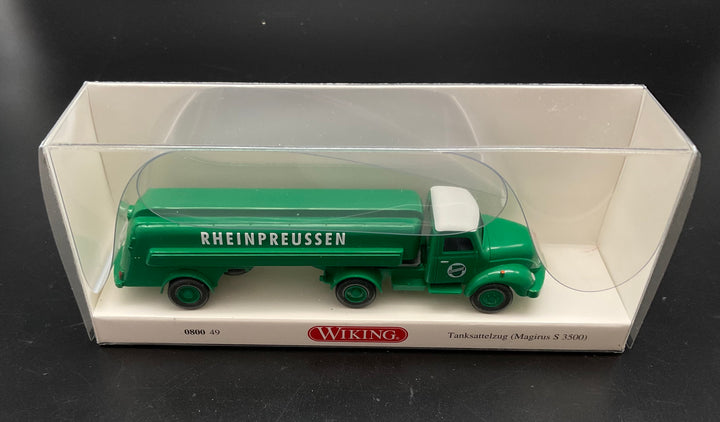 RHEINPREUSSEN
0800 49
WIKING
Tanksattelzug (Magirus S 3500)